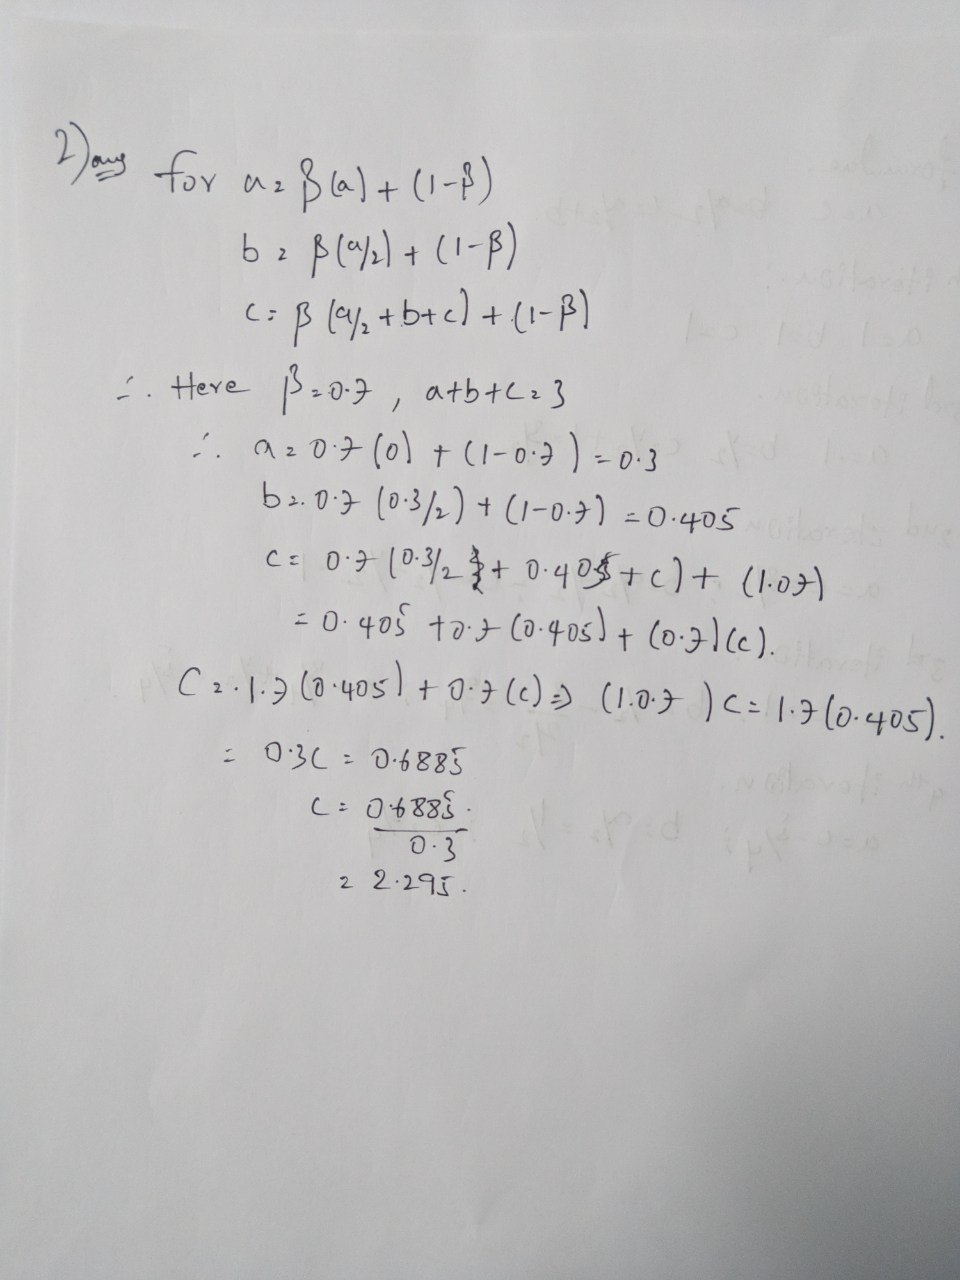 2) ans for a = β(a) + (1-β)
b = β(a/2) + (1-β)
c = β (a/2 + b + c) + (1-β)
∴ Here β = 0.7 , a+b+c = 3
∴ a = 0.7 (0) + (1-0.7) = 0.3
b = 0.7 (0.3/2) + (1-0.7) = 0.405
c = 0.7 (0.3/2 + 0.405 + c) + (1.07)
= 0.405 + 0.7 (0.405) + (0.7)(c).
C = 1.7 (0.405) + 0.7 (c) ⇒ (1.0.7) C = 1.7 (0.405).
= 0.3C = 0.6885
C = 0.6885
0.3
= 2.295.